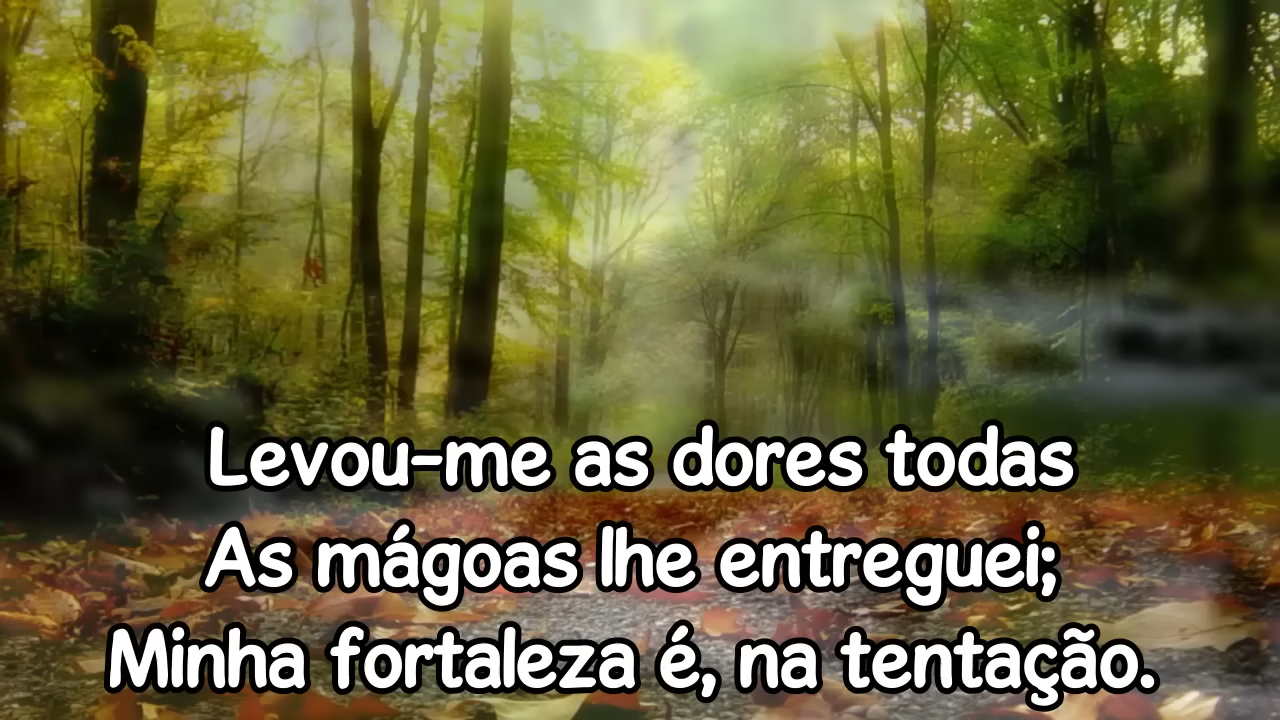 Levou-me as dores todas
As mágoas lhe entreguei;
Minha fortaleza é, na tentação.